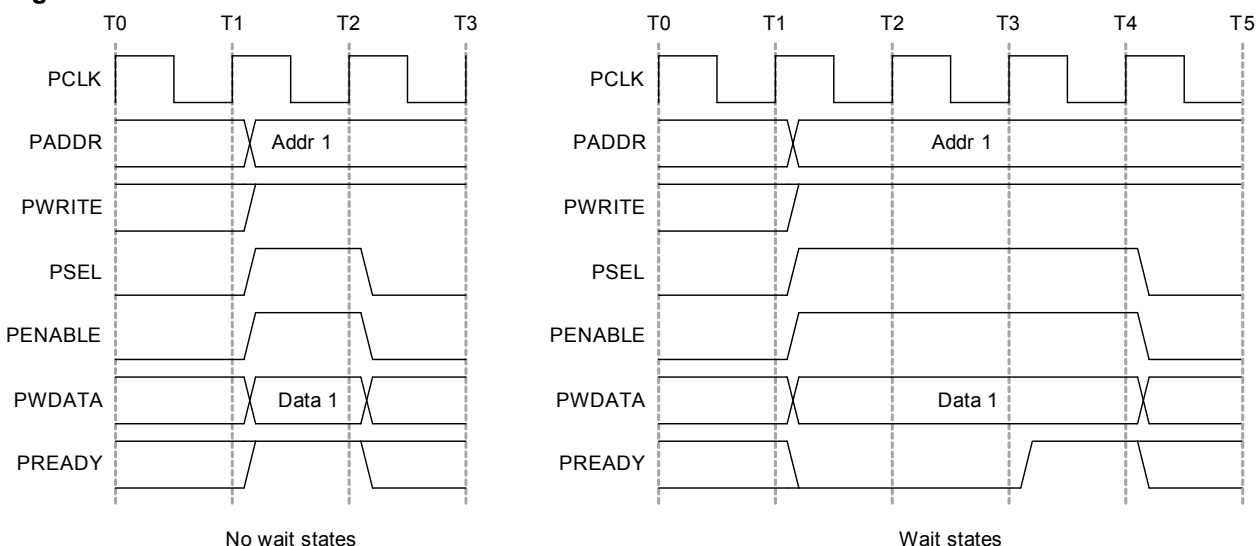 T0 T1 T2 T3 T0 T1 T2 T3 T4 T5
PCLK PCLK
PADDR Addr 1 PADDR Addr 1
PWRITE PWRITE
PSEL PSEL
PENABLE PENABLE
PWDATA Data 1 PWDATA Data 1
PREADY PREADY
No wait states Wait states